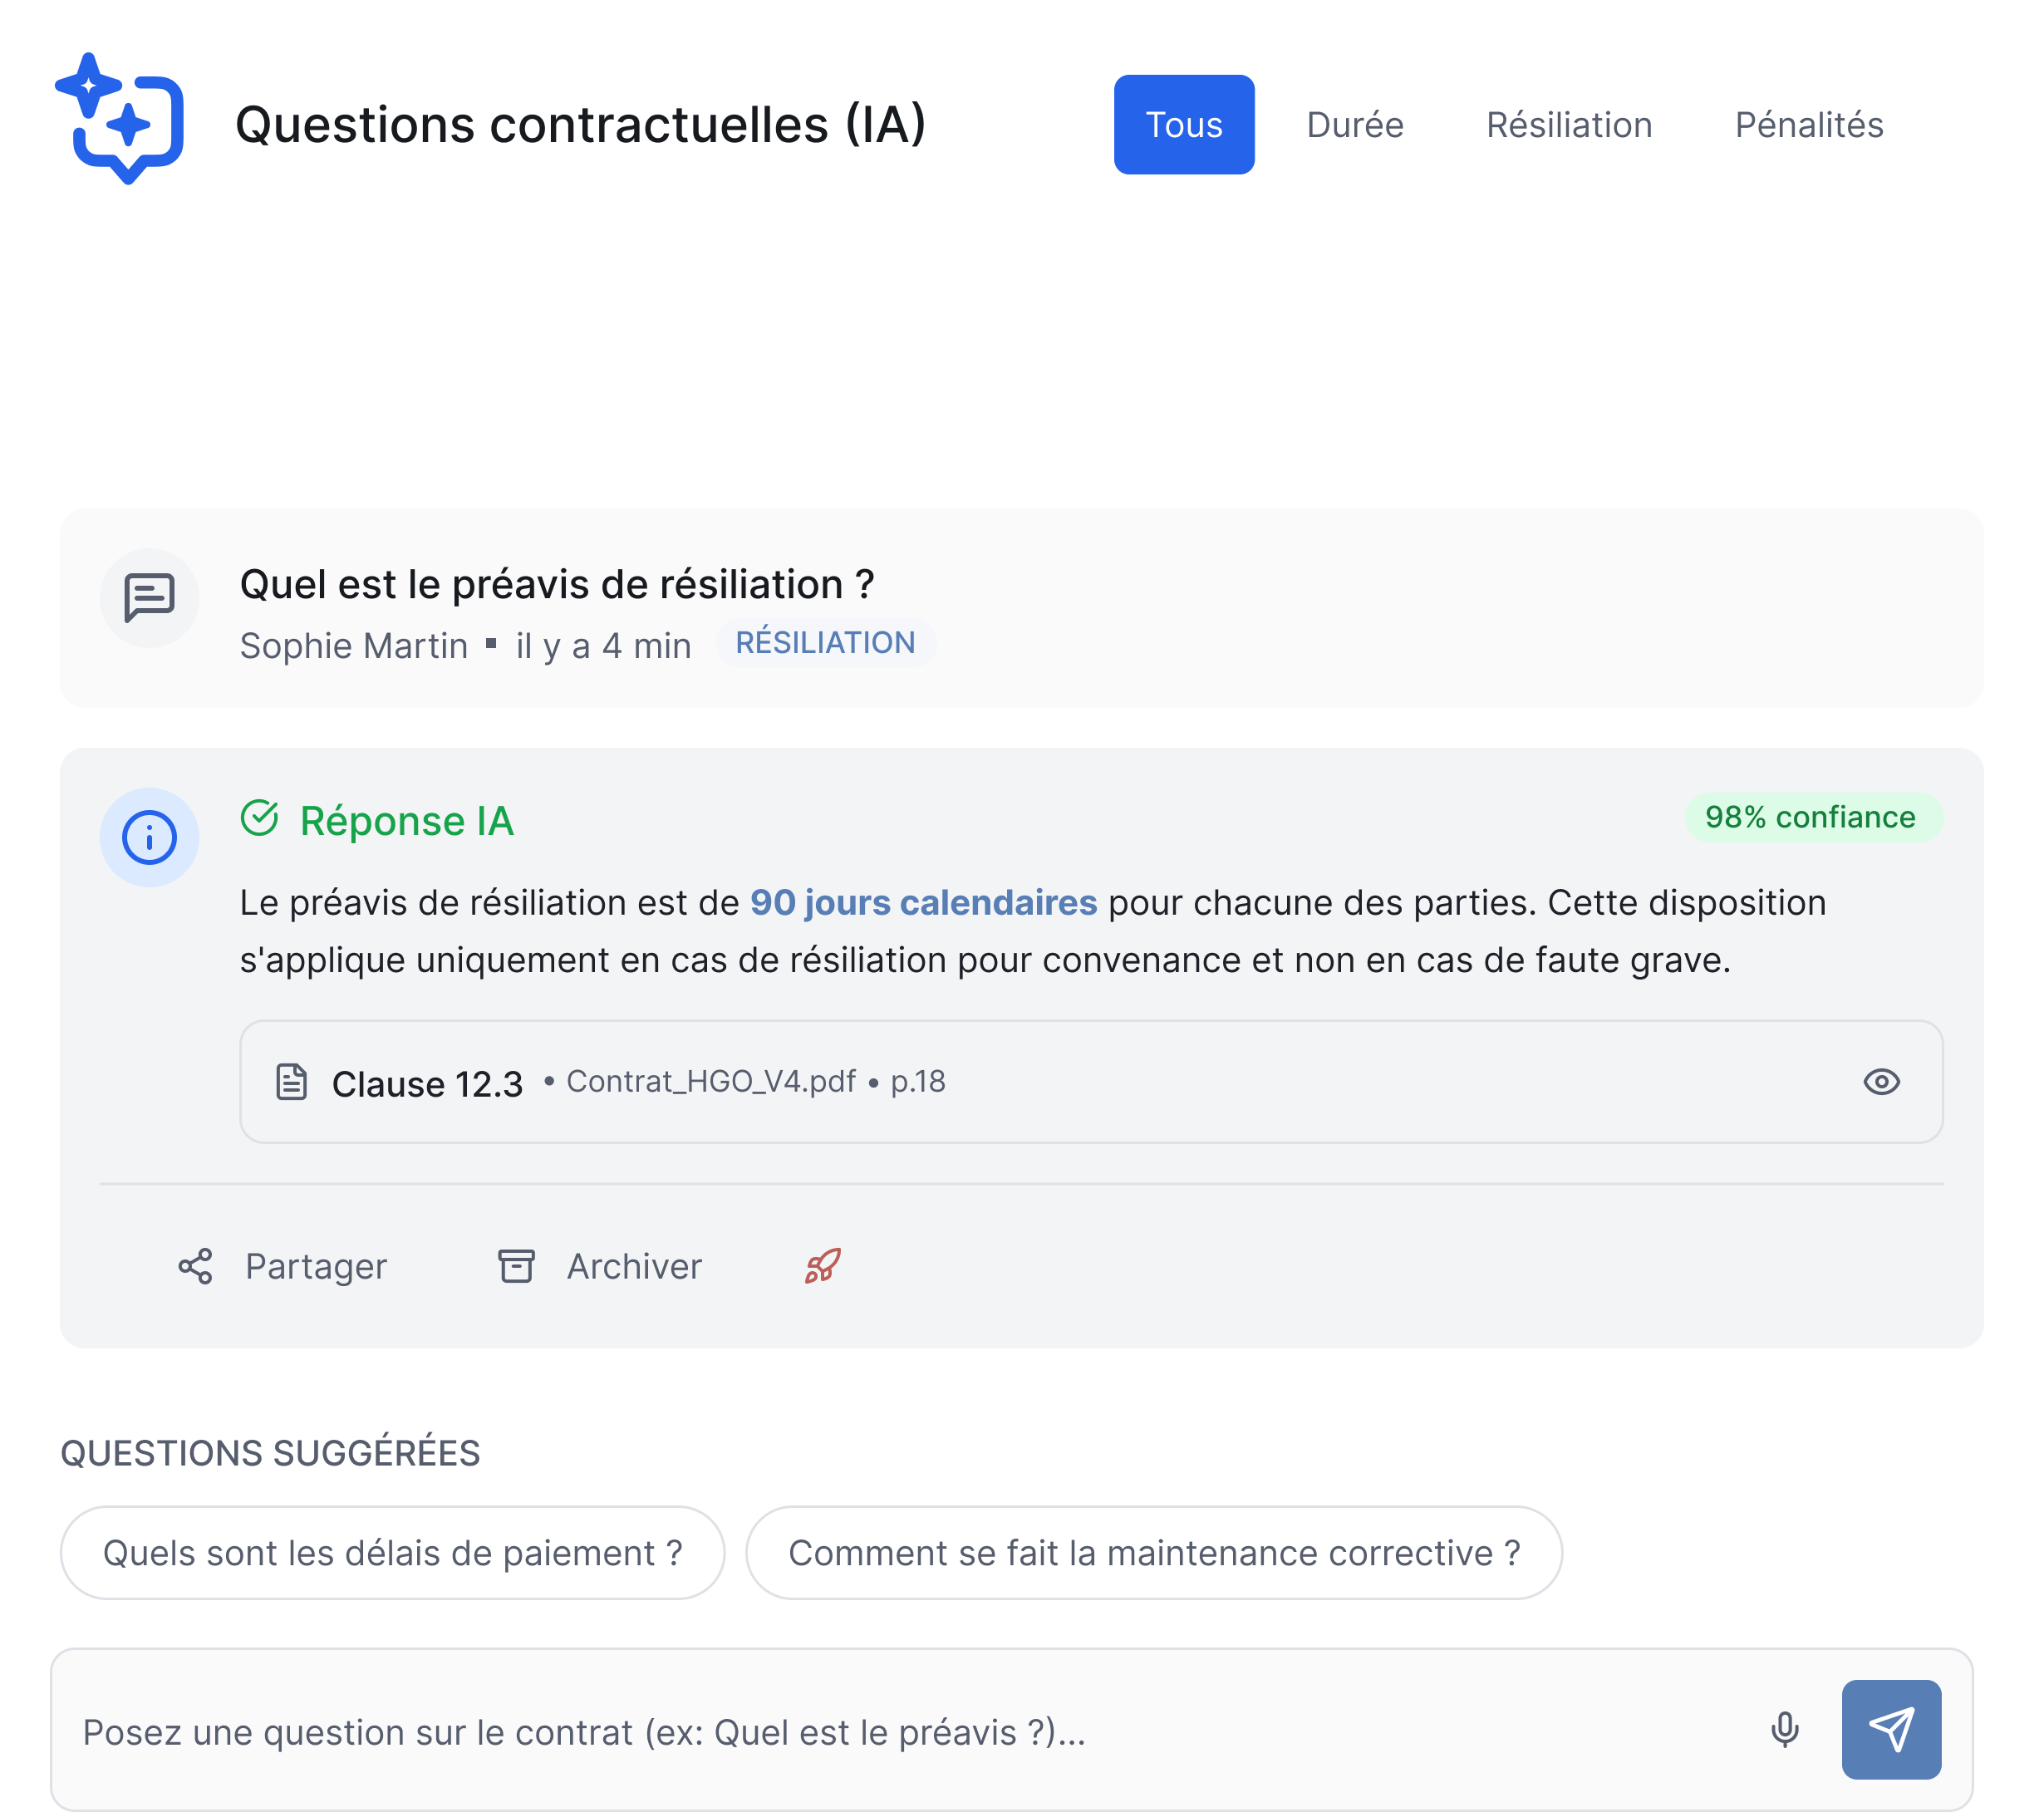 Questions contractuelles (IA)
Tous Durée Résiliation Pénalités
Quel est le préavis de résiliation ?
Sophie Martin ▪ il y a 4 min RÉSILIATION
Réponse IA 98% confiance
Le préavis de résiliation est de 90 jours calendaires pour chacune des parties. Cette disposition
s'applique uniquement en cas de résiliation pour convenance et non en cas de faute grave.
Clause 12.3 • Contrat_HGO_V4.pdf • p.18
Partager Archiver
QUESTIONS SUGGÉRÉES
Quels sont les délais de paiement ? Comment se fait la maintenance corrective ?
Posez une question sur le contrat (ex: Quel est le préavis ?)...